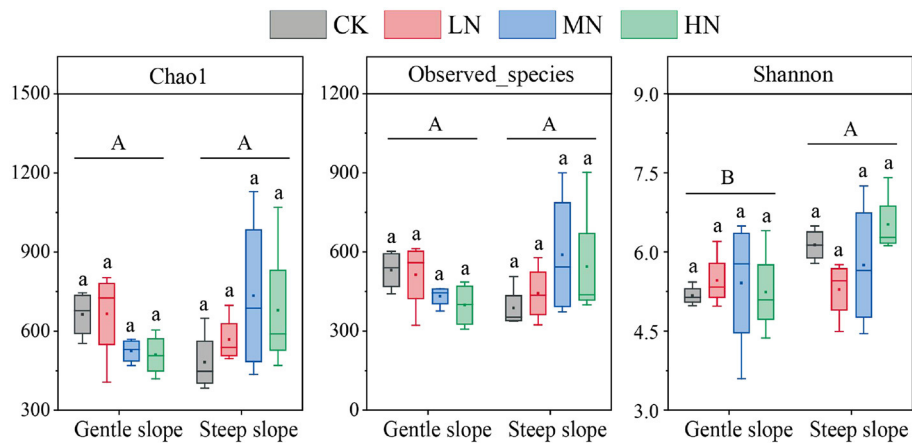 CK LN MN HN
Chao1
1500
1200
900
600
300
A
A
a a a a
a a a a
Gentle slope Steep slope
Observed_species
1200
900
600
300
0
A
A
a a a a
a a a a
Gentle slope Steep slope
Shannon
9.0
7.5
6.0
4.5
3.0
B
A
a a a a
a a a a
Gentle slope Steep slope